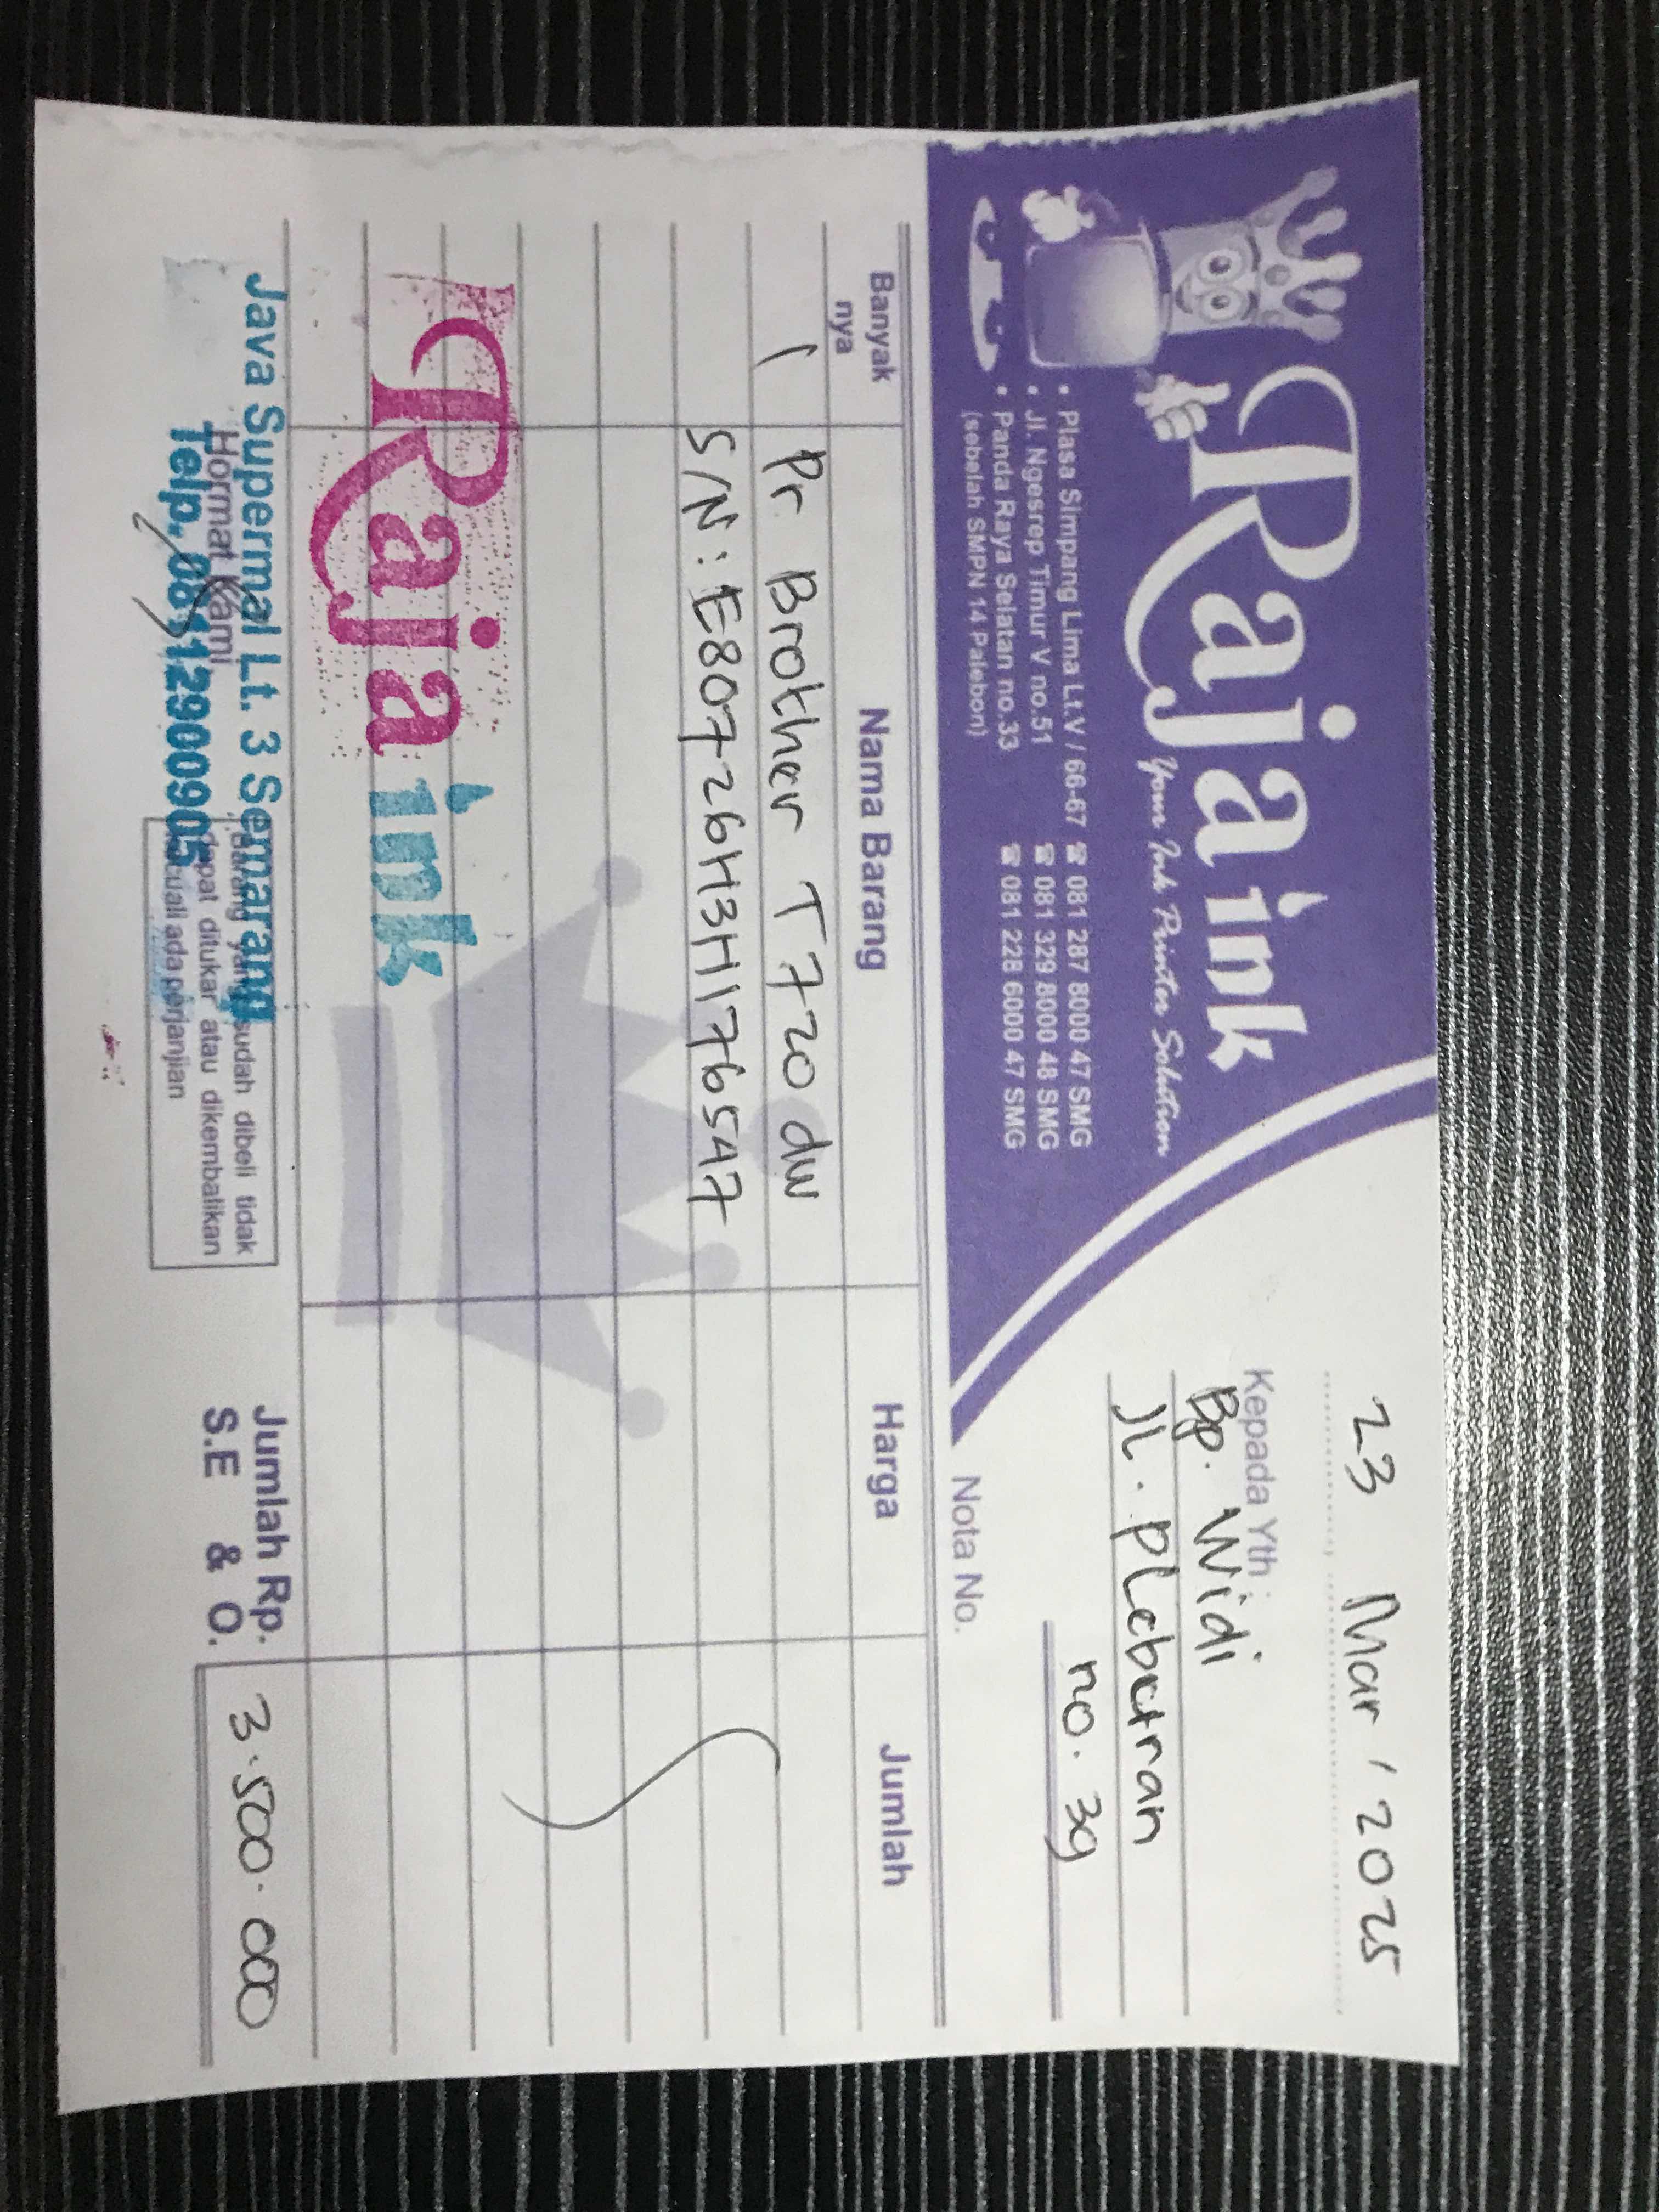 Raja ink
Your Ink Printer Solution
• Plasa Simpang Lima Lt.V / 66-67 ☎ 081 287 8000 47 SMG
• Jl. Ngesrep Timur V no.51 ☎ 081 329 8000 48 SMG
• Panda Raya Selatan no.33 ☎ 081 228 6000 47 SMG
(sebelah SMPN 14 Palebon)
23 Mar / 2025
Kepada Yth :
Bp. Widi
JL. PLeburan
no. 39
Nota No.
Banyak nya Nama Barang Harga Jumlah
1 Pr Brother T720 dw
S/N : E80726H3H176547
Raja ink
Java Supermal Lt. 3 Semarang
Telp. 08112900905
Hormat Kami
Barang yang sudah dibeli tidak
dapat ditukar atau dikembalikan
kecuali ada perjanjian
Jumlah Rp. 3.500.000
S.E & O.